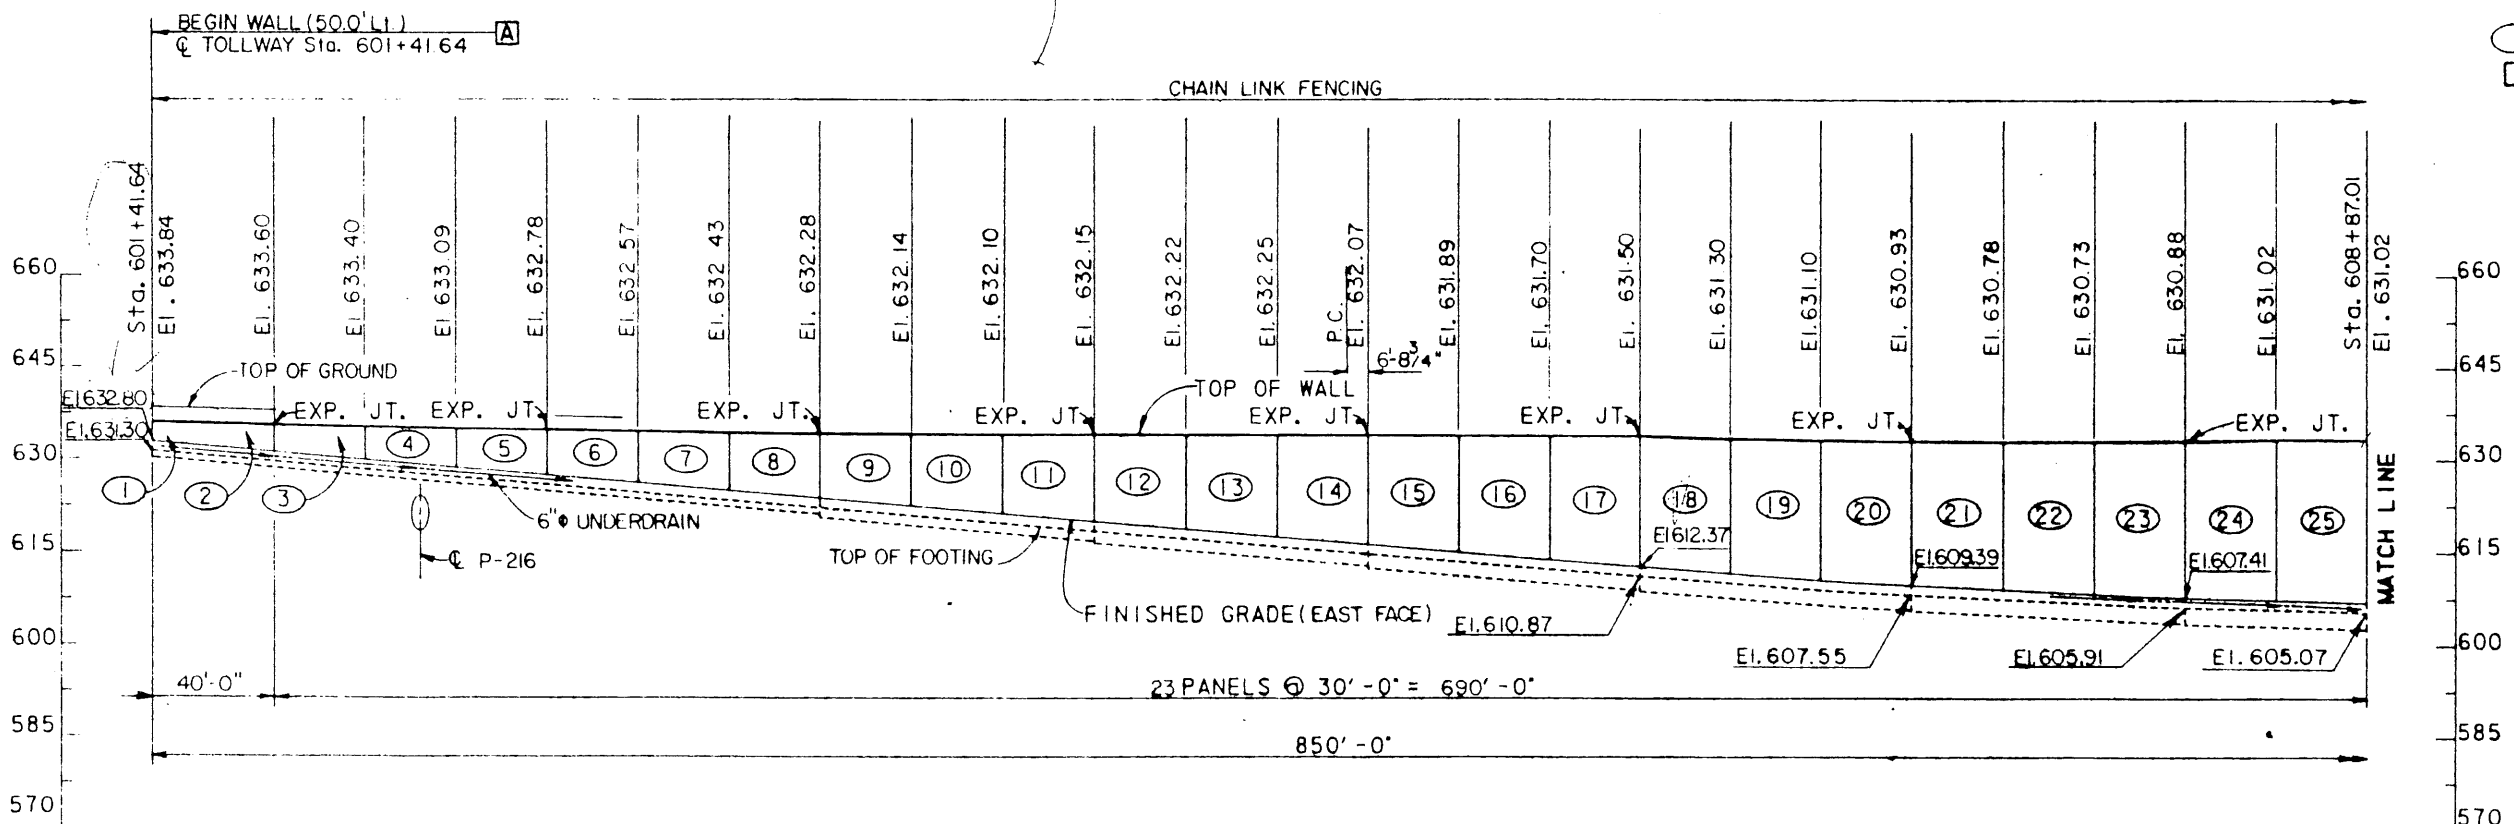 BEGIN WALL (50.0' Lt.)
℄ TOLLWAY Sta. 601+41.64
A
CHAIN LINK FENCING
Sta. 601+41.64
El. 633.84
El. 633.60
El. 633.40
El. 633.09
El. 632.78
El. 632.57
El. 632.43
El. 632.28
El. 632.14
El. 632.10
El. 632.15
El. 632.22
El. 632.25
P.C.
El. 632.07
El. 631.89
El. 631.70
El. 631.50
El. 631.30
El. 631.10
El. 630.93
El. 630.78
El. 630.73
El. 630.88
El. 631.02
Sta. 608+87.01
El. 631.02
660
660
645
645
6'-8 3/4"
TOP OF GROUND
TOP OF WALL
El. 632.80
EXP. JT.
EXP. JT.
EXP. JT.
EXP. JT.
EXP. JT.
EXP. JT.
EXP. JT.
EXP. JT.
El. 631.30
630
630
1
2
3
4
5
6
7
8
9
10
11
12
13
14
15
16
17
18
19
20
21
22
23
24
25
MATCH LINE
6"Φ UNDERDRAIN
El 612.37
El. 609.39
El. 607.41
615
615
℄ P-216
TOP OF FOOTING
FINISHED GRADE (EAST FACE)
El. 610.87
El. 607.55
El. 605.91
El. 605.07
600
600
40'-0"
23 PANELS @ 30'-0" = 690'-0"
585
585
850'-0"
570
570